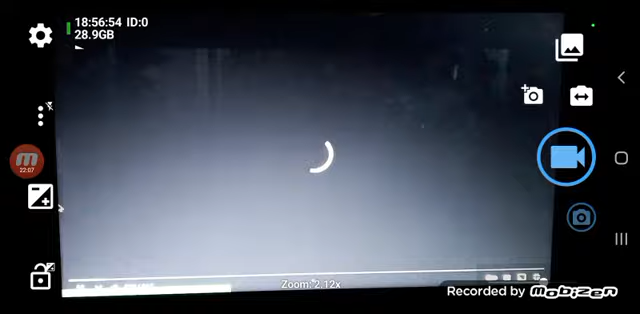 18:56:54 ID:0
28.9GB
22:07
Zoom: 2.12x
Recorded by mobizen